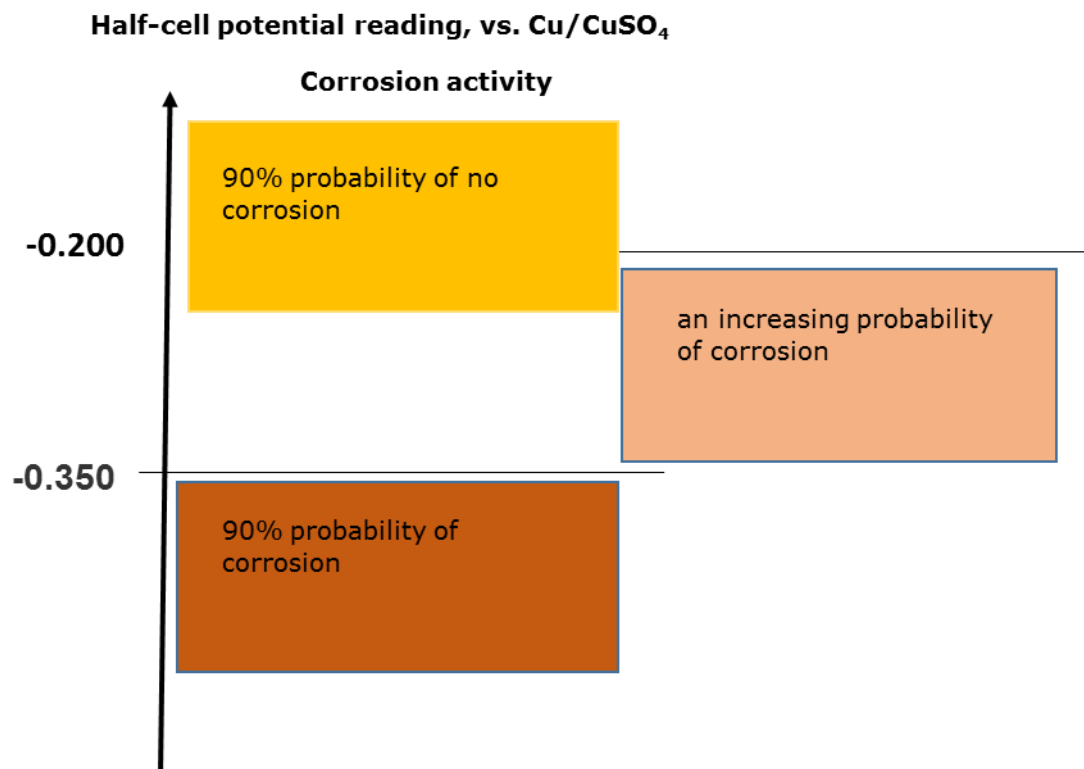 Half-cell potential reading, vs. Cu/CuSO₄
Corrosion activity
90% probability of no
corrosion
-0.200
an increasing probability
of corrosion
-0.350
90% probability of
corrosion